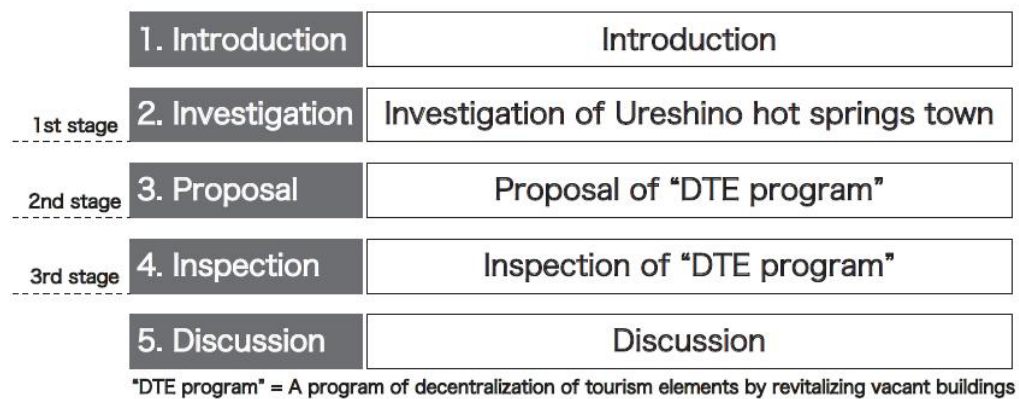 1. Introduction Introduction
1st stage 2. Investigation Investigation of Ureshino hot springs town
2nd stage 3. Proposal Proposal of “DTE program”
3rd stage 4. Inspection Inspection of “DTE program”
5. Discussion Discussion
“DTE program” = A program of decentralization of tourism elements by revitalizing vacant buildings